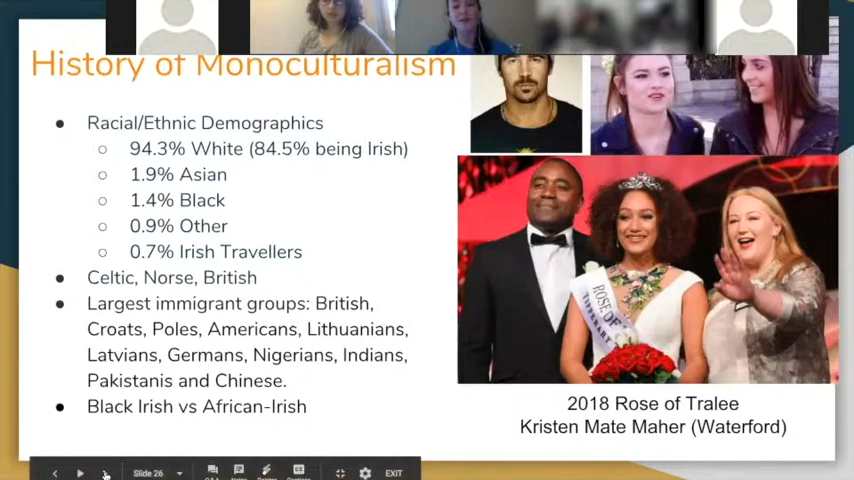 History of Monoculturalism
● Racial/Ethnic Demographics
○ 94.3% White (84.5% being Irish)
○ 1.9% Asian
○ 1.4% Black
○ 0.9% Other
○ 0.7% Irish Travellers
● Celtic, Norse, British
● Largest immigrant groups: British,
Croats, Poles, Americans, Lithuanians,
Latvians, Germans, Nigerians, Indians,
Pakistanis and Chinese.
● Black Irish vs African-Irish
ROSE OF
2018 Rose of Tralee
Kristen Mate Maher (Waterford)
Slide 26
EXIT